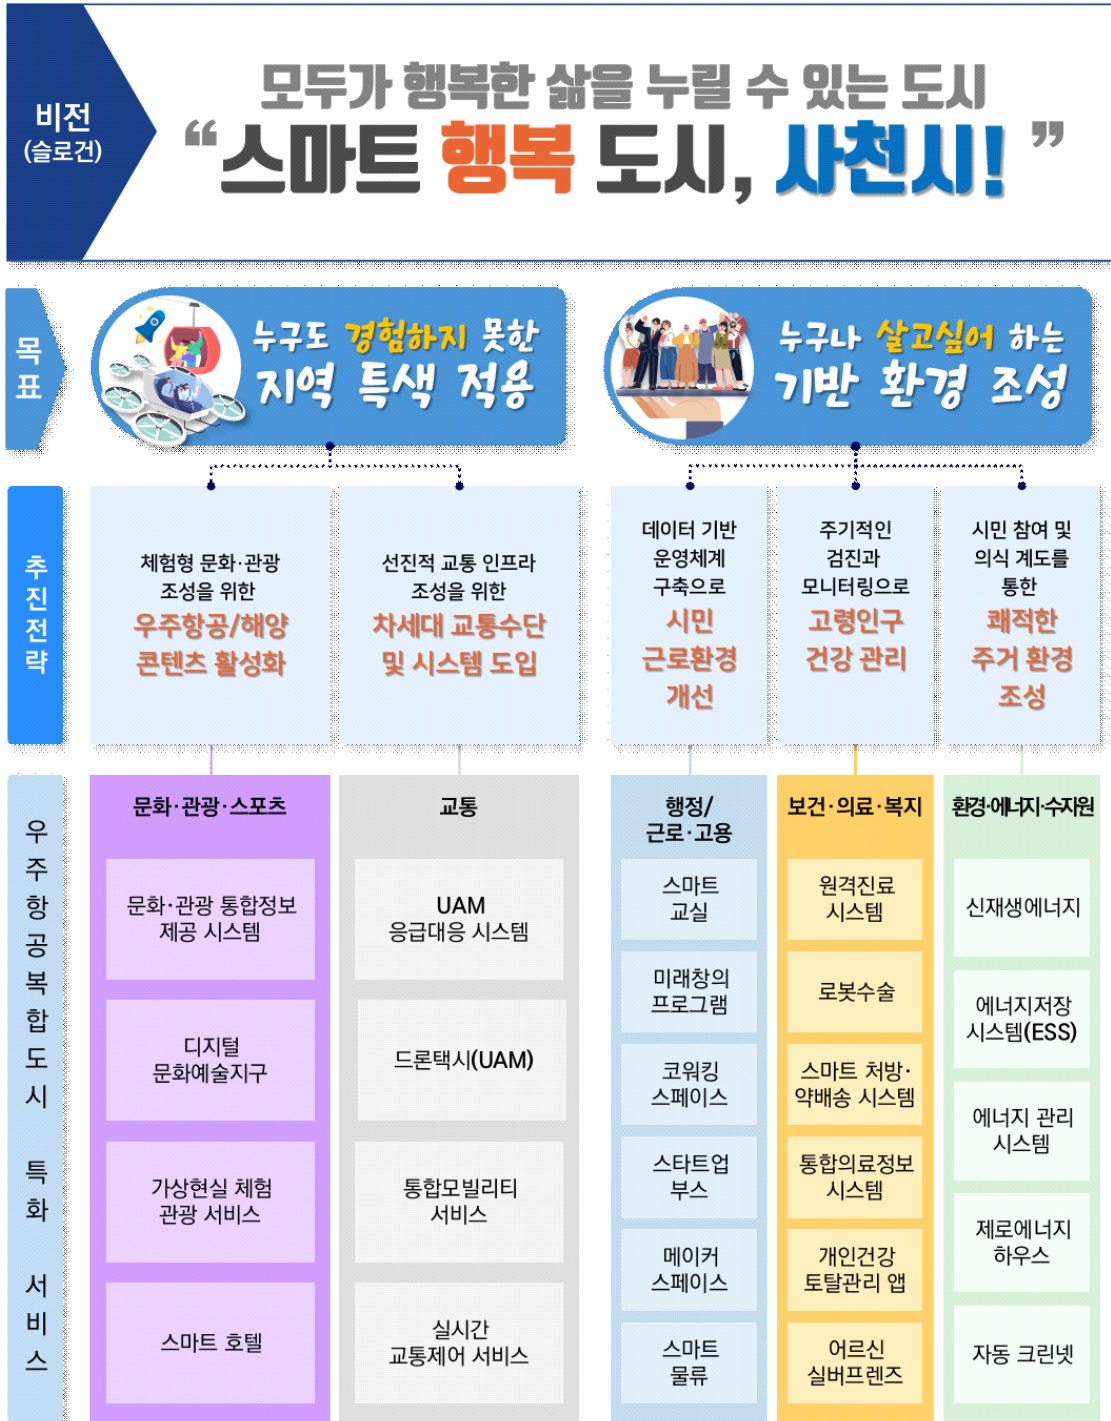 비전
(슬로건)
모두가 행복한 삶을 누릴 수 있는 도시
“스마트 행복 도시, 사천시!”
목
표
누구도 경험하지 못한
지역 특색 적용
누구나 살고싶어 하는
기반 환경 조성
추
진
전
략
체험형 문화·관광
조성을 위한
우주항공/해양
콘텐츠 활성화
선진적 교통 인프라
조성을 위한
차세대 교통수단
및 시스템 도입
데이터 기반
운영체계
구축으로
시민
근로환경
개선
주기적인
검진과
모니터링으로
고령인구
건강 관리
시민 참여 및
의식 계도를
통한
쾌적한
주거 환경
조성
우
주
항
공
복
합
도
시
특
화
서
비
스
문화·관광·스포츠
문화·관광 통합정보
제공 시스템
디지털
문화예술지구
가상현실 체험
관광 서비스
스마트 호텔
교통
UAM
응급대응 시스템
드론택시(UAM)
통합모빌리티
서비스
실시간
교통제어 서비스
행정/
근로·고용
스마트
교실
미래창의
프로그램
코워킹
스페이스
스타트업
부스
메이커
스페이스
스마트
물류
보건·의료·복지
원격진료
시스템
로봇수술
스마트 처방·
약배송 시스템
통합의료정보
시스템
개인건강
토탈관리 앱
어르신
실버프렌즈
환경·에너지·수자원
신재생에너지
에너지저장
시스템(ESS)
에너지 관리
시스템
제로에너지
하우스
자동 크린넷